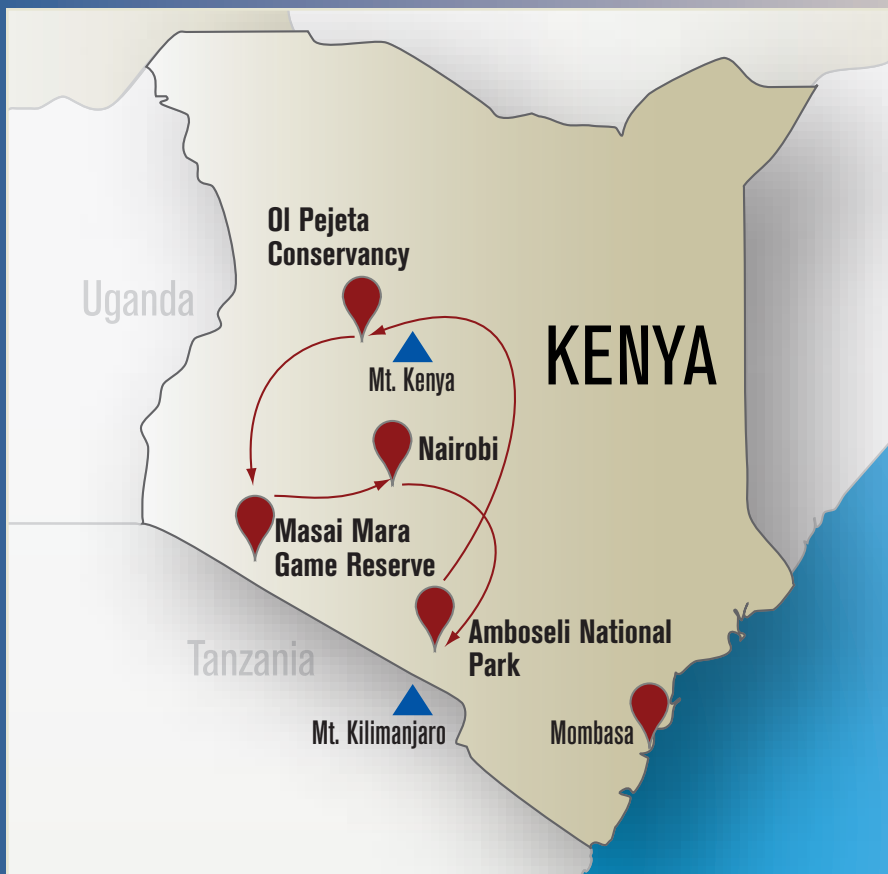 Ol Pejeta
Conservancy
Uganda
KENYA
Mt. Kenya
Nairobi
Masai Mara
Game Reserve
Amboseli National
Park
Tanzania
Mt. Kilimanjaro
Mombasa